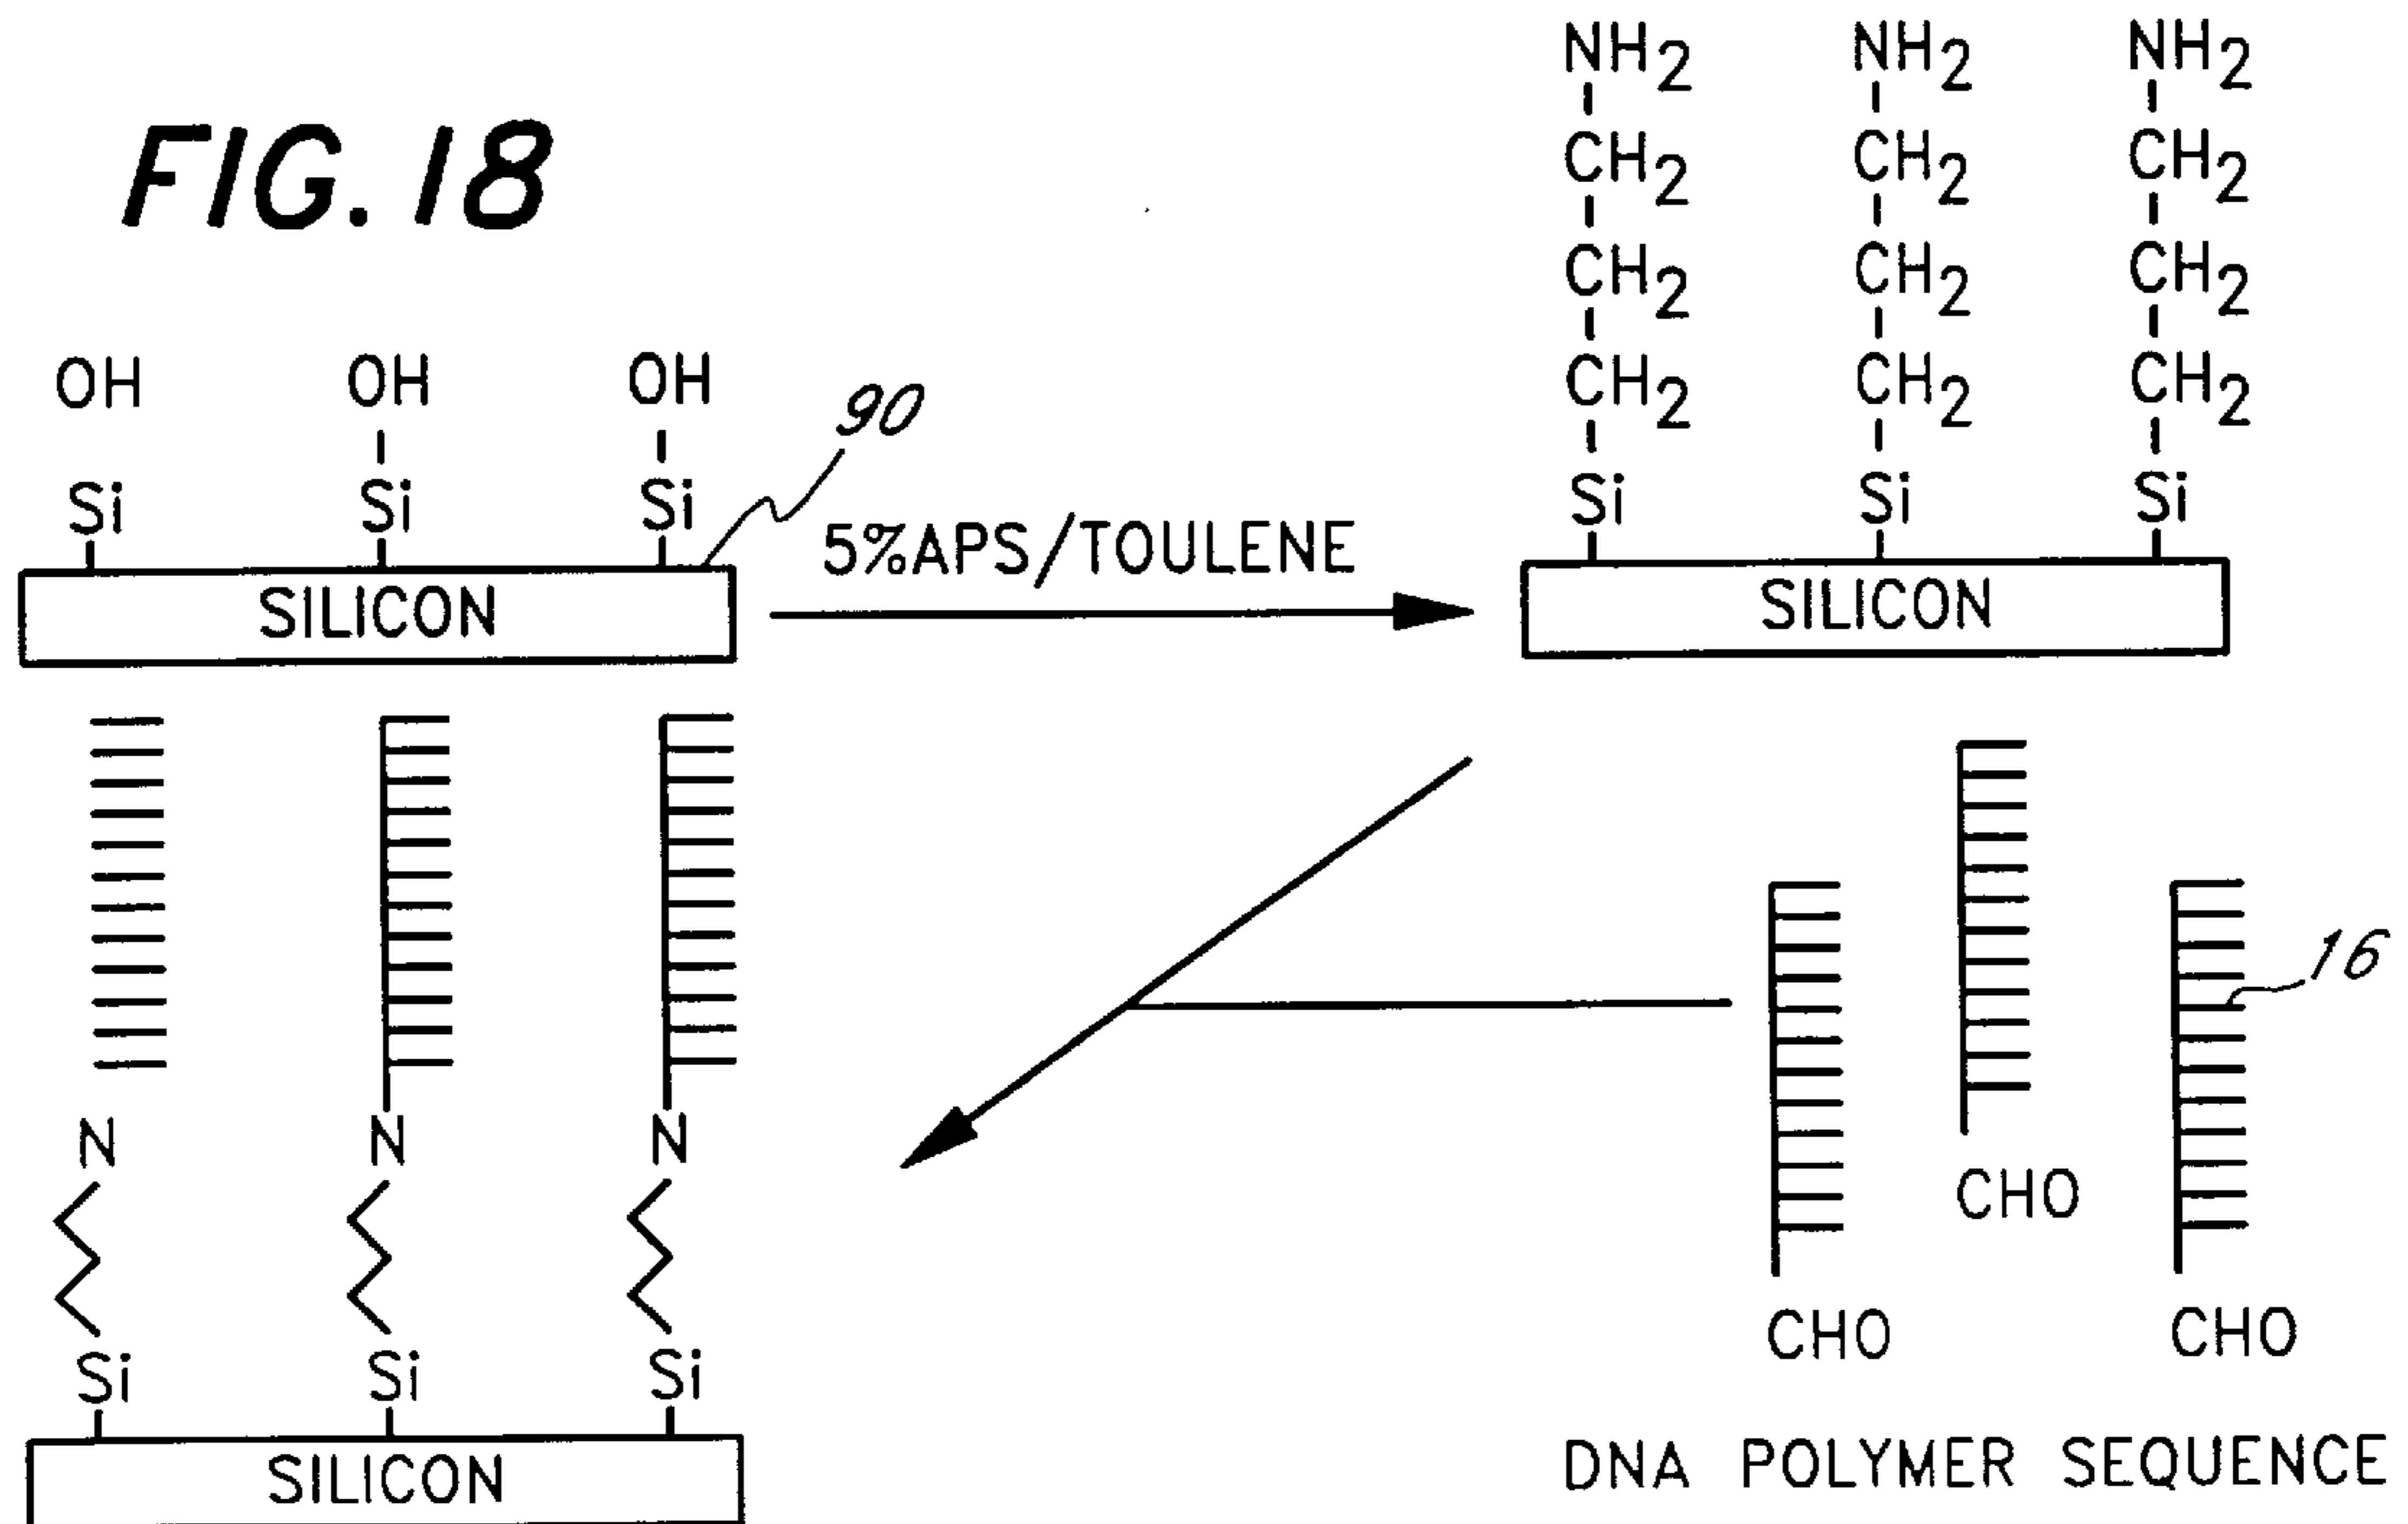 FIG. 18
NH2 NH2 NH2
CH2 CH2 CH2
CH2 CH2 CH2
CH2 CH2 CH2
Si Si Si
SILICON
OH OH OH
90
Si Si Si
SILICON
5%APS/TOULENE
16
CHO
CHO CHO
DNA POLYMER SEQUENCE
N N N
Si Si Si
SILICON